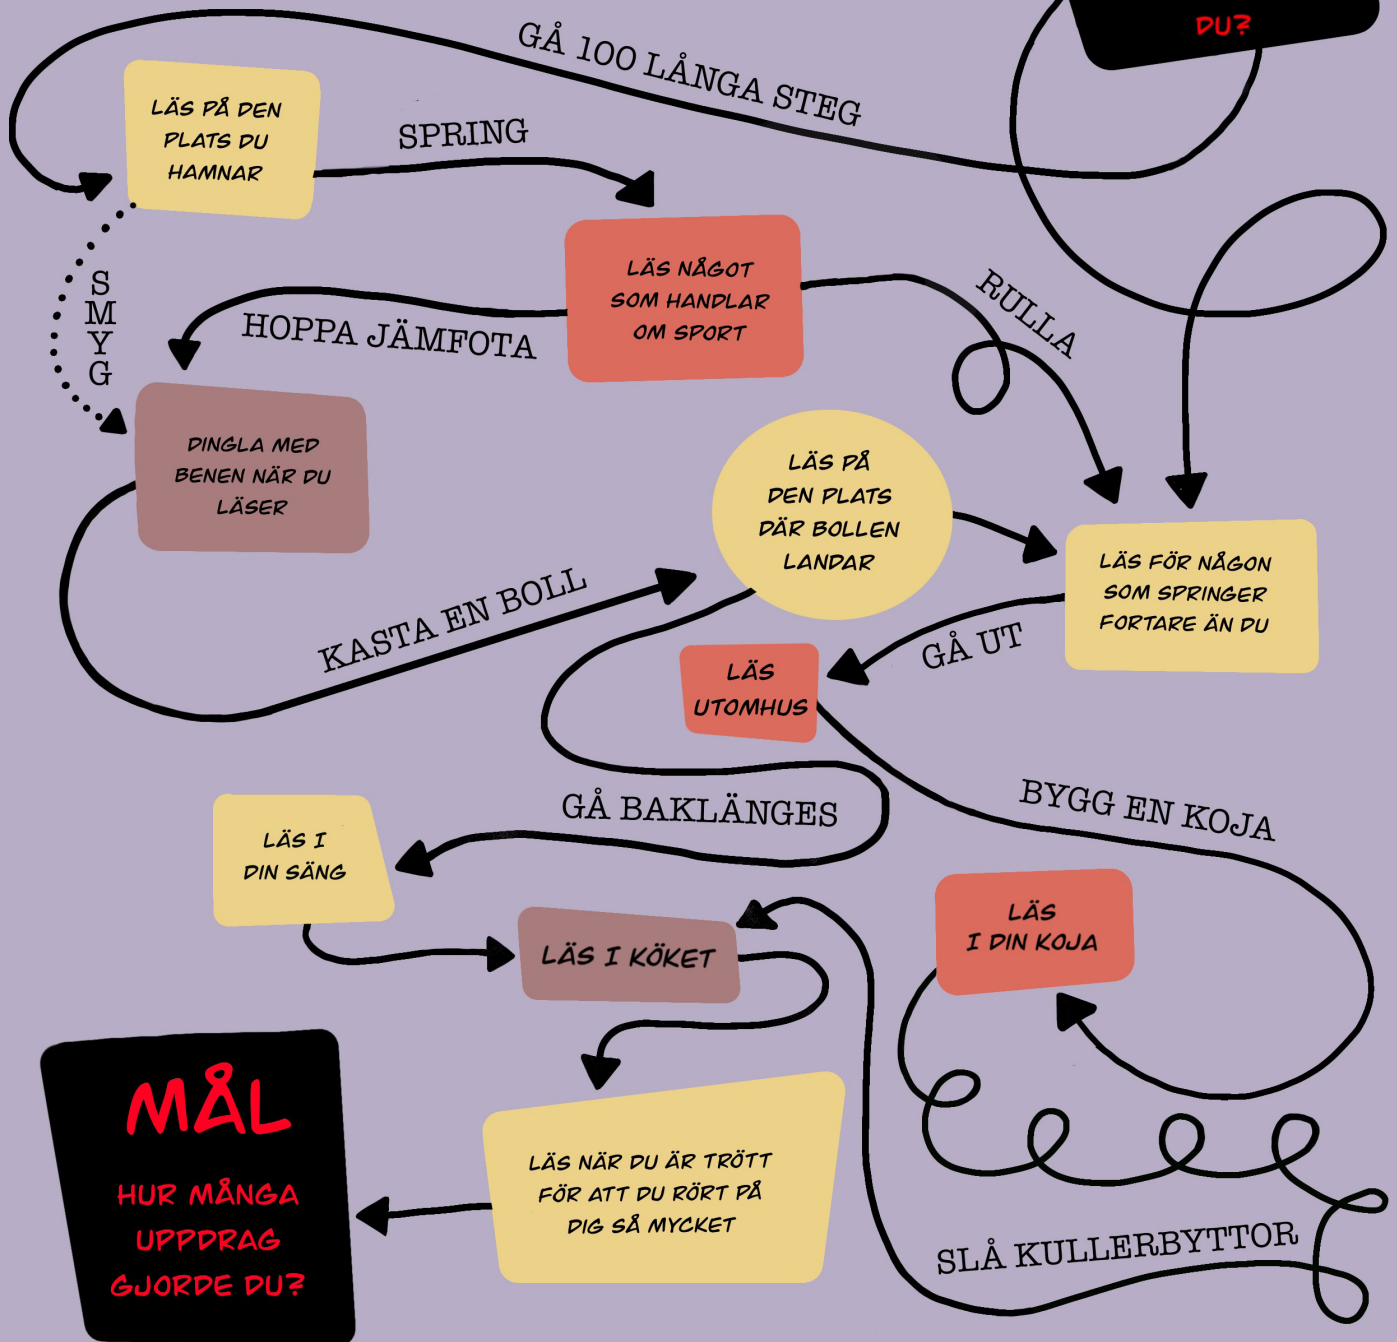 DU?
GÅ 100 LÅNGA STEG
LÄS PÅ DEN
PLATS DU
HAMNAR
SPRING
SMYG
LÄS NÅGOT
SOM HANDLAR
OM SPORT
RULLA
HOPPA JÄMFOTA
DINGLA MED
BENEN NÄR DU
LÄSER
LÄS PÅ
DEN PLATS
DÄR BOLLEN
LANDAR
LÄS FÖR NÅGON
SOM SPRINGER
FORTARE ÄN DU
KASTA EN BOLL
GÅ UT
LÄS
UTOMHUS
GÅ BAKLÄNGES
BYGG EN KOJA
LÄS I
DIN SÄNG
LÄS I KÖKET
LÄS
I DIN KOJA
MÅL
HUR MÅNGA
UPPDRAG
GJORDE DU?
LÄS NÄR DU ÄR TRÖTT
FÖR ATT DU RÖRT PÅ
DIG SÅ MYCKET
SLÅ KULLERBYTTOR